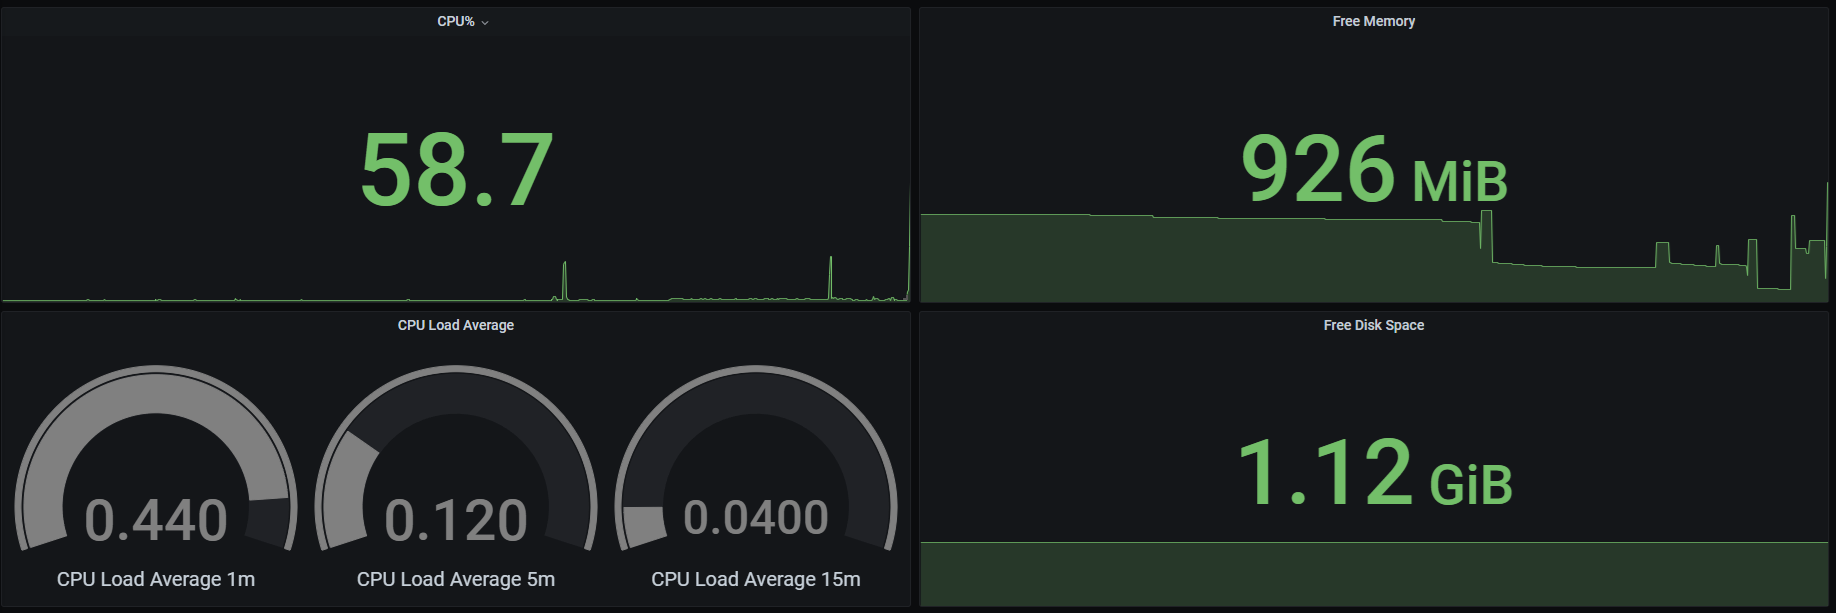 CPU%
58.7
Free Memory
926 MiB
CPU Load Average
0.440
CPU Load Average 1m
0.120
CPU Load Average 5m
0.0400
CPU Load Average 15m
Free Disk Space
1.12 GiB